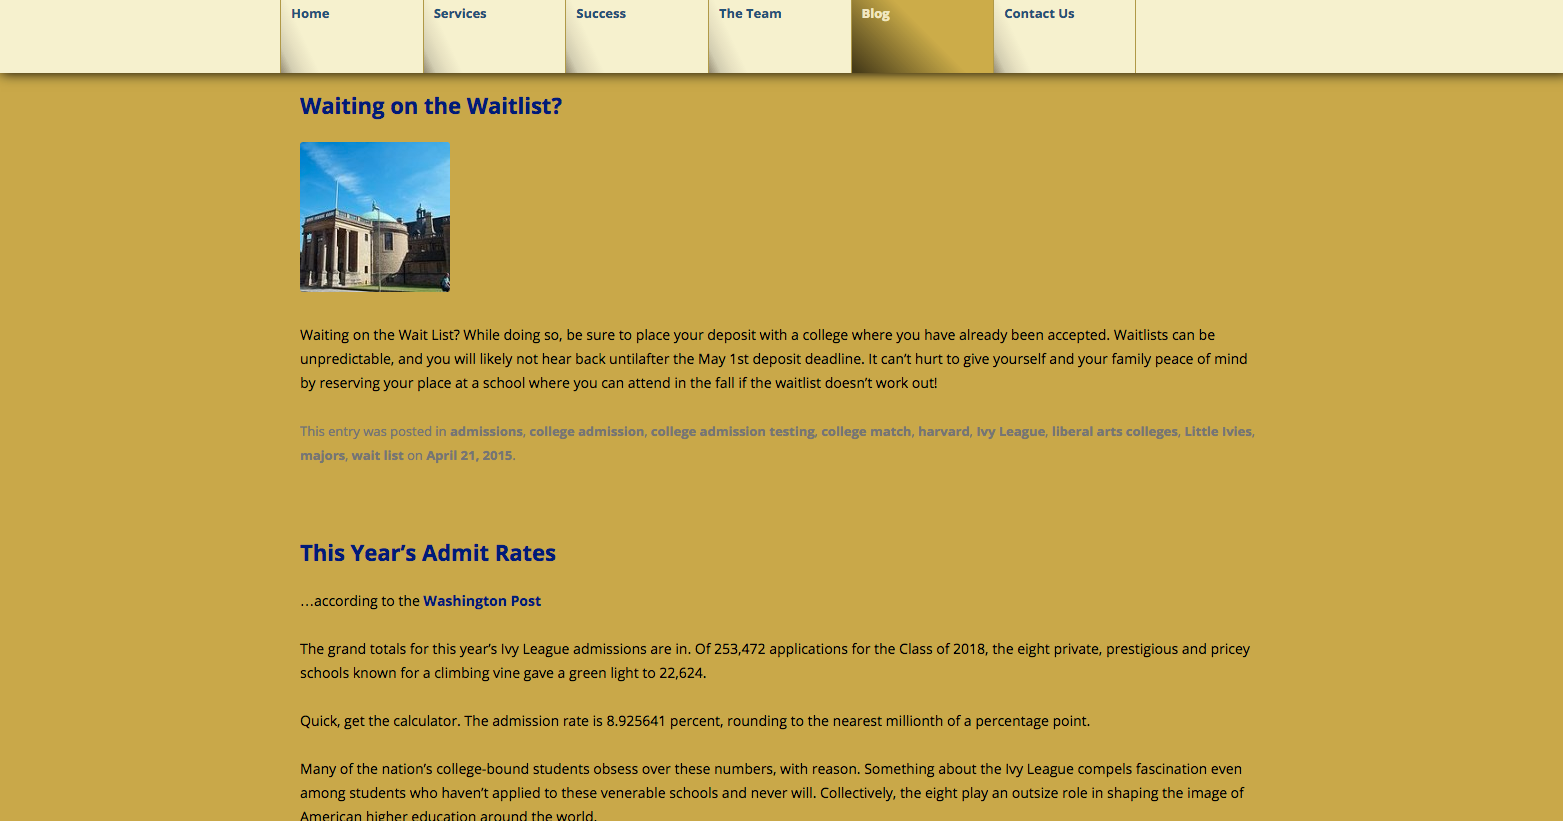 Home Services Success The Team Blog Contact Us
Waiting on the Waitlist?
Waiting on the Wait List? While doing so, be sure to place your deposit with a college where you have already been accepted. Waitlists can be
unpredictable, and you will likely not hear back untilafter the May 1st deposit deadline. It can’t hurt to give yourself and your family peace of mind
by reserving your place at a school where you can attend in the fall if the waitlist doesn’t work out!
This entry was posted in admissions, college admission, college admission testing, college match, harvard, Ivy League, liberal arts colleges, Little Ivies,
majors, wait list on April 21, 2015.
This Year’s Admit Rates
…according to the Washington Post
The grand totals for this year’s Ivy League admissions are in. Of 253,472 applications for the Class of 2018, the eight private, prestigious and pricey
schools known for a climbing vine gave a green light to 22,624.
Quick, get the calculator. The admission rate is 8.925641 percent, rounding to the nearest millionth of a percentage point.
Many of the nation’s college-bound students obsess over these numbers, with reason. Something about the Ivy League compels fascination even
among students who haven’t applied to these venerable schools and never will. Collectively, the eight play an outsize role in shaping the image of
American higher education around the world.